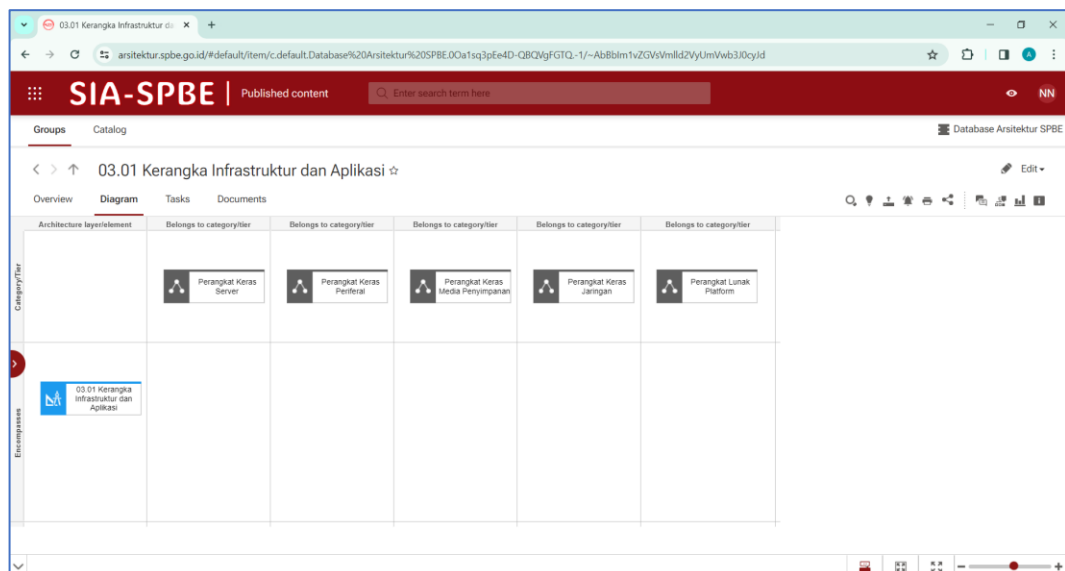 03.01 Kerangka Infrastruktur da
arsitektur.spbe.go.id/#default/item/c.default.Database%20Arsitektur%20SPBE.0Oa1sq3pEe4D-QBQVgFGTQ.-1/~AbBbIm1vZGVsVmlld2VyUmVwb3J0cyJd
A
SIA-SPBE
Published content
Enter search term here
NN
Groups
Catalog
Database Arsitektur SPBE
03.01 Kerangka Infrastruktur dan Aplikasi
Edit
Overview
Diagram
Tasks
Documents
Architecture layer/element
Belongs to category/tier
Belongs to category/tier
Belongs to category/tier
Belongs to category/tier
Belongs to category/tier
Category/Tier
Perangkat Keras
Server
Perangkat Keras
Periferal
Perangkat Keras
Media Penyimpanan
Perangkat Keras
Jaringan
Perangkat Lunak
Platform
Encompasses
03.01 Kerangka
Infrastruktur dan
Aplikasi